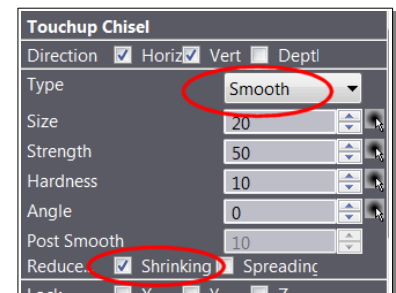 Touchup Chisel
Direction Horiz Vert Deptl
Type Smooth
Size 20
Strength 50
Hardness 10
Angle 0
Post Smooth 10
Reduce. Shrinking Spreading
Lock X Y Z